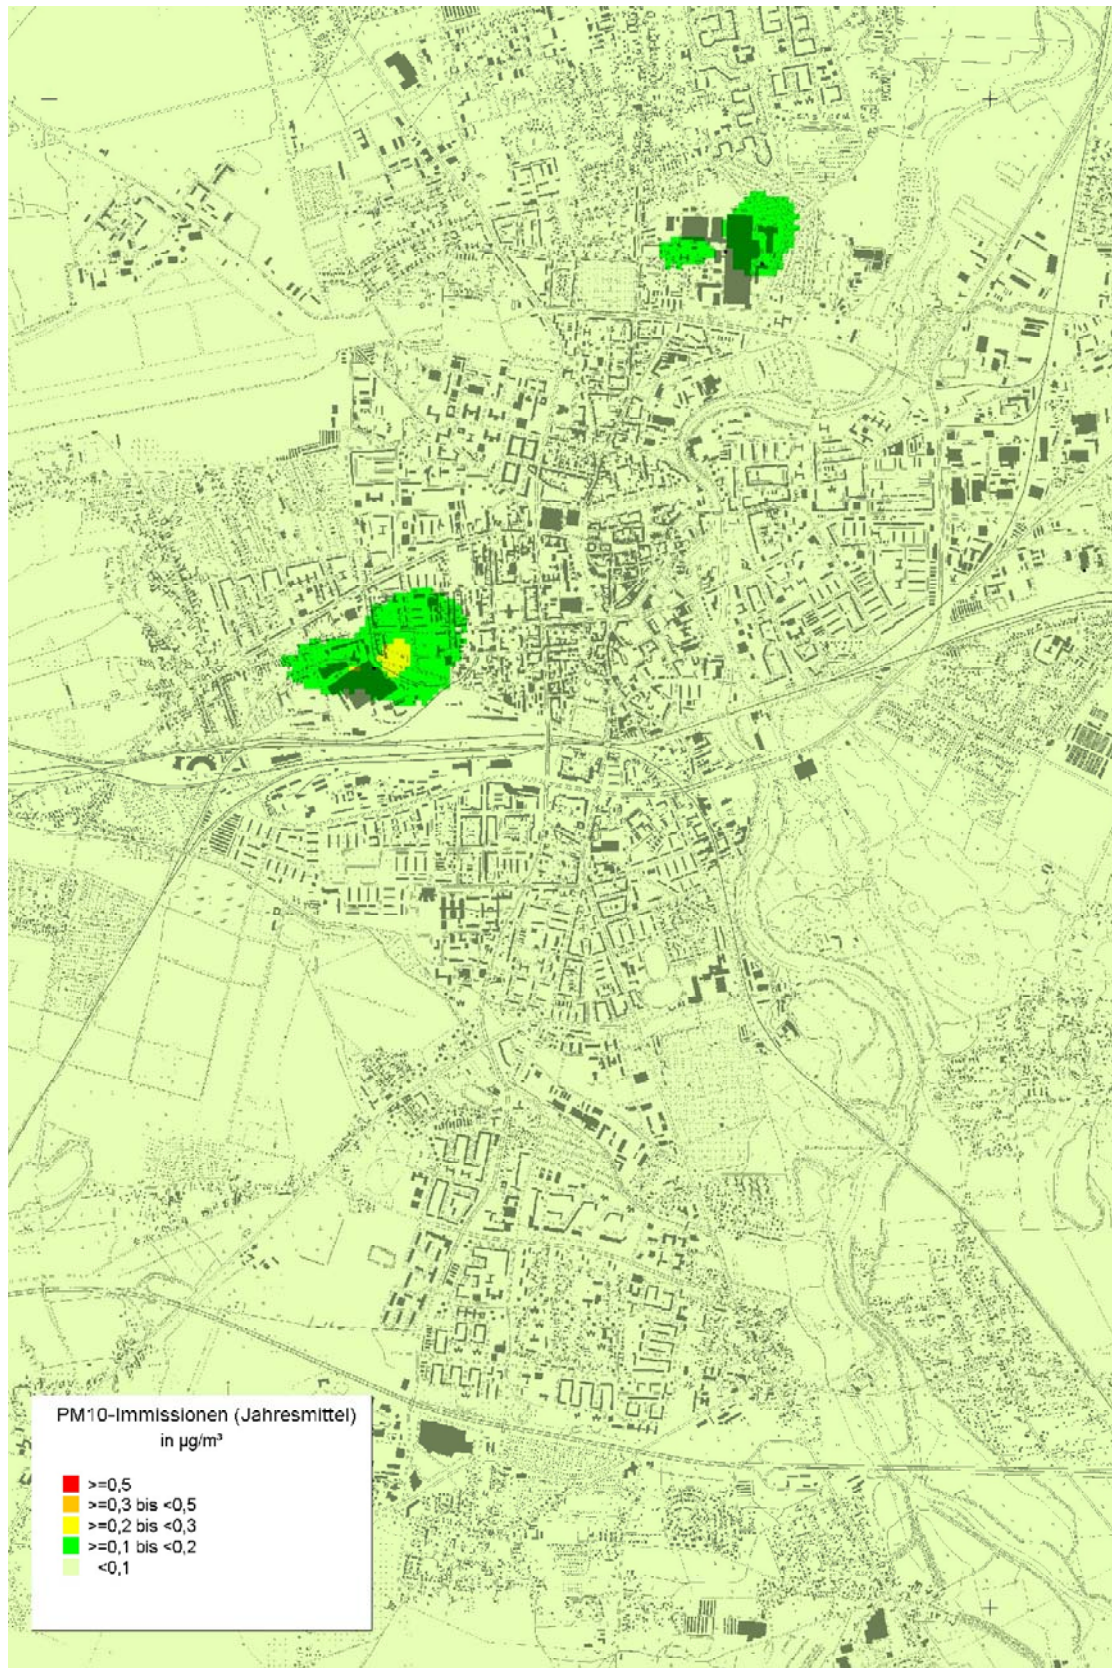 PM10-Immissionen (Jahresmittel)
in µg/m³
>=0,5
>=0,3 bis <0,5
>=0,2 bis <0,3
>=0,1 bis <0,2
<0,1